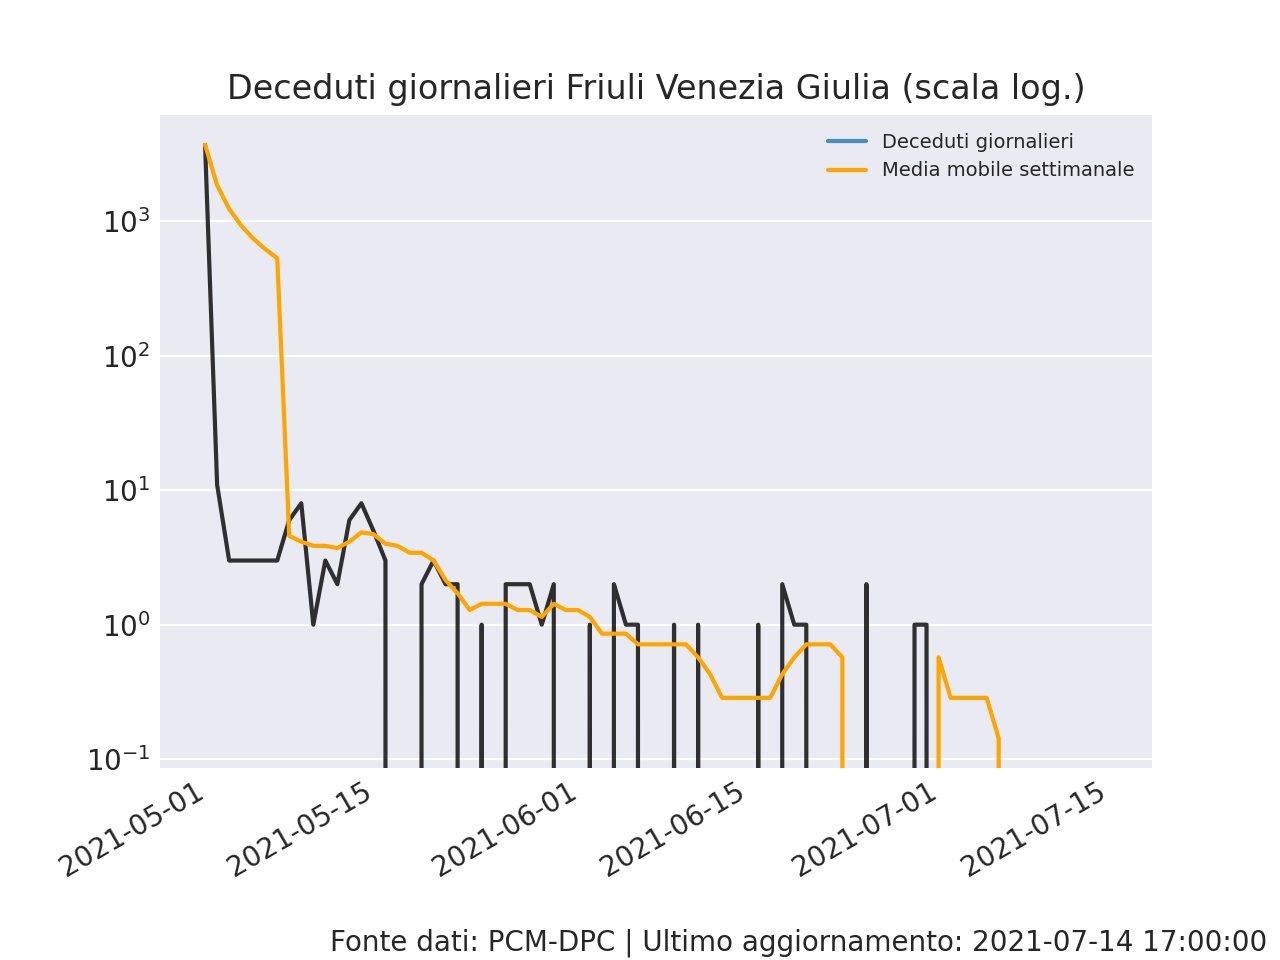 Deceduti giornalieri Friuli Venezia Giulia (scala log.)
Deceduti giornalieri
Media mobile settimanale
10³
10²
10¹
10⁰
10⁻¹
2021-05-01
2021-05-15
2021-06-01
2021-06-15
2021-07-01
2021-07-15
Fonte dati: PCM-DPC | Ultimo aggiornamento: 2021-07-14 17:00:00